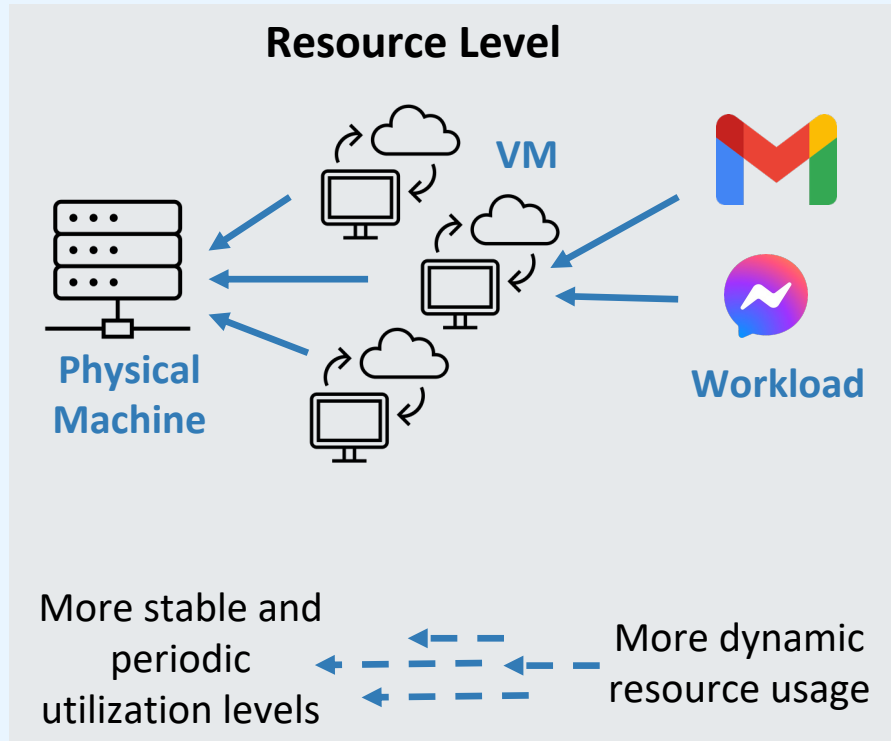 Resource Level
VM
Physical
Machine
Workload
More stable and
periodic
utilization levels
More dynamic
resource usage